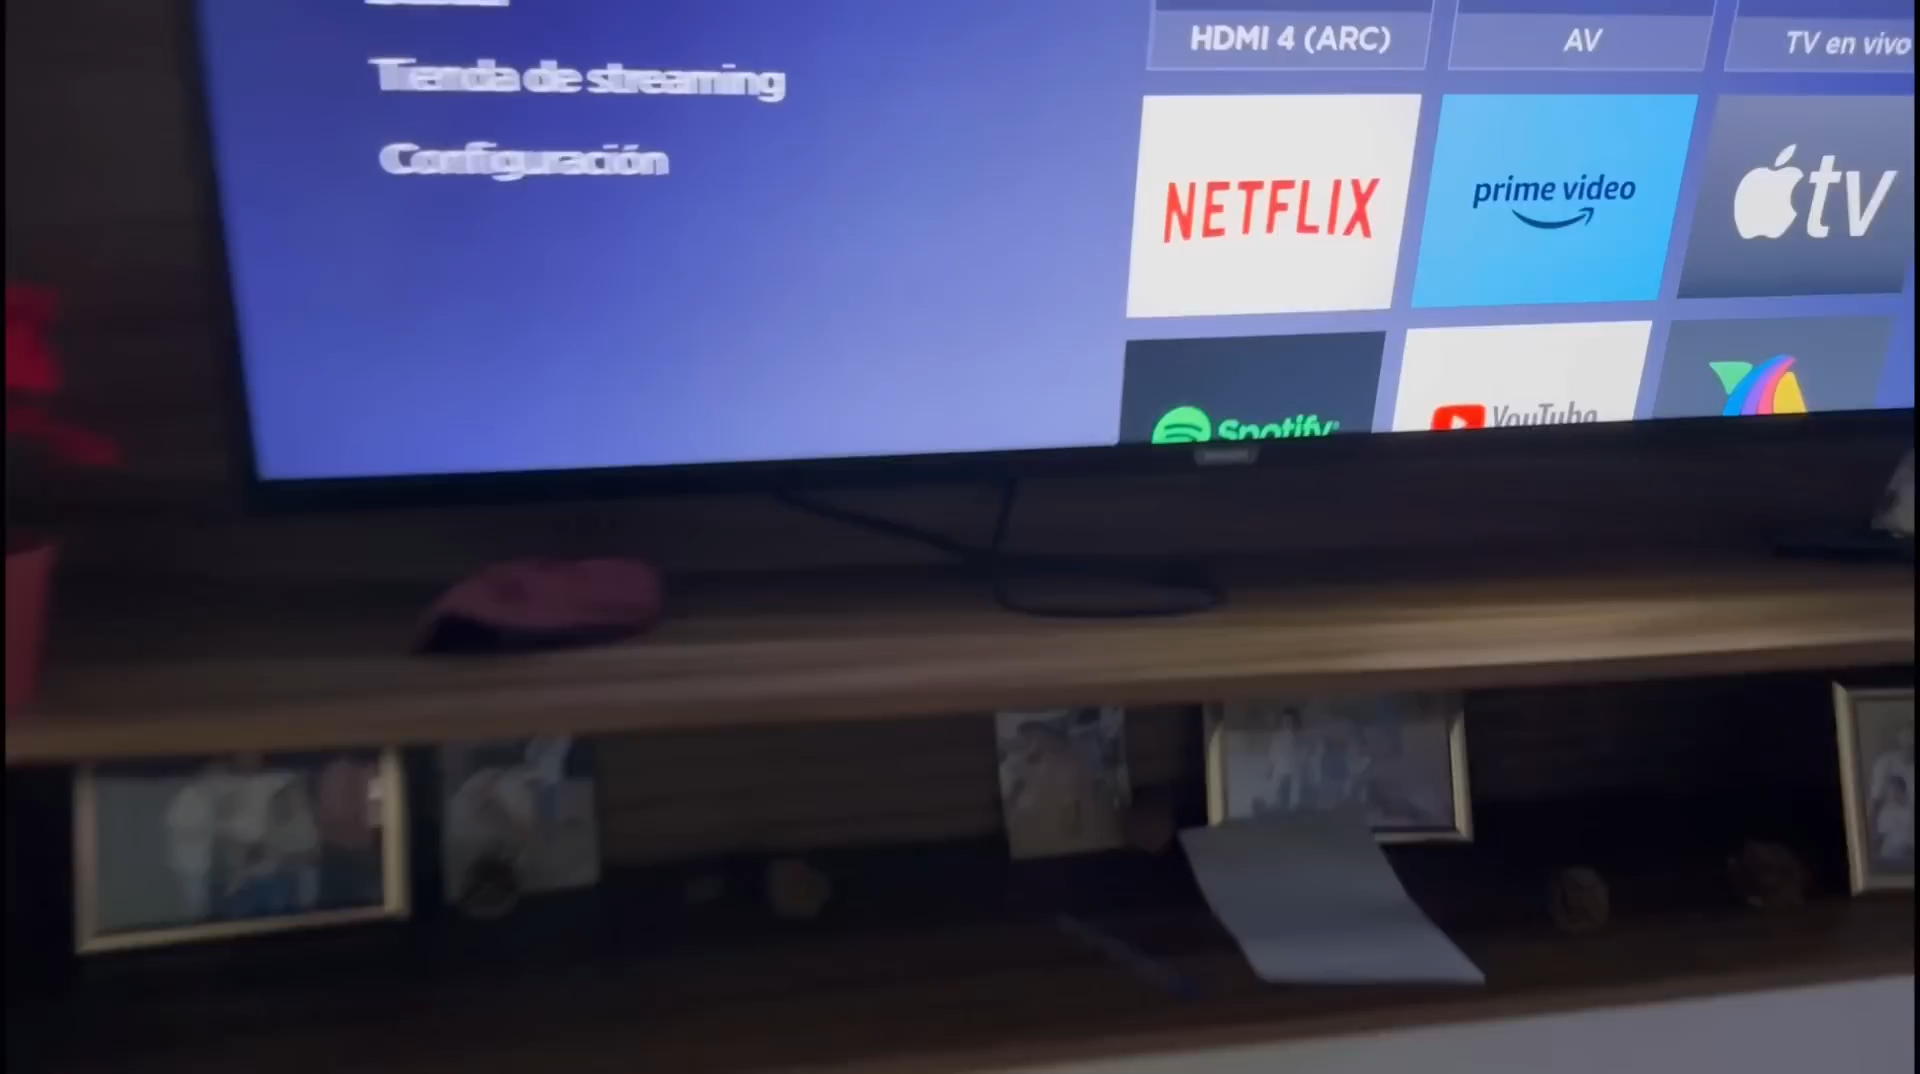 Tienda de streaming
Configuración
HDMI 4 (ARC)
AV
TV en vivo
NETFLIX
prime video
tv
Spotify
YouTube